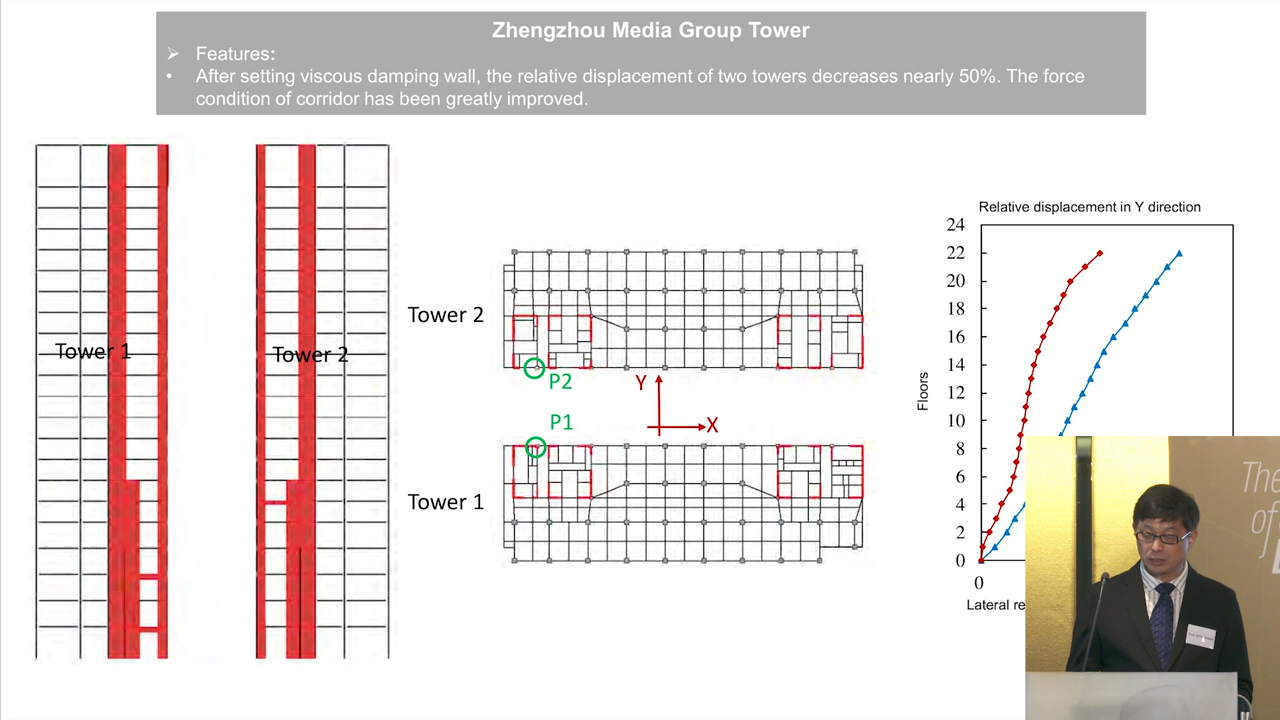 Zhengzhou Media Group Tower
➢ Features:
• After setting viscous damping wall, the relative displacement of two towers decreases nearly 50%. The force
condition of corridor has been greatly improved.
Tower 1
Tower 2
Tower 2
P2
Y
X
P1
Tower 1
Relative displacement in Y direction
Floors
24
22
20
18
16
14
12
10
8
6
4
2
0
0
Lateral re
The
of